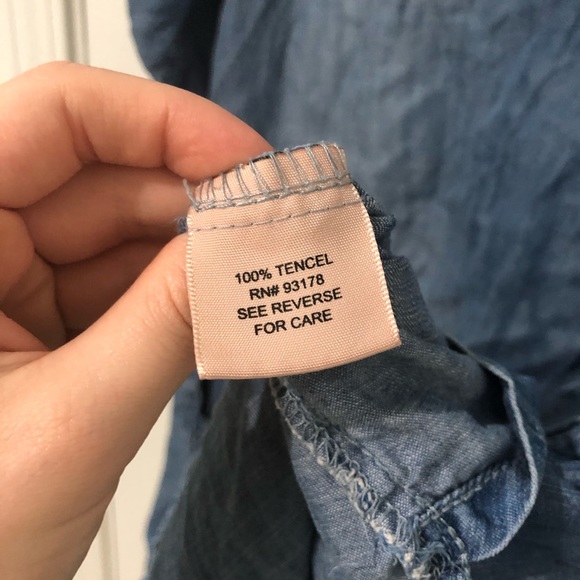 100% TENCEL
RN# 93178
SEE REVERSE
FOR CARE